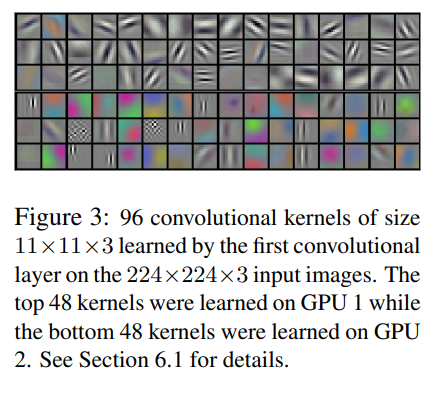 Figure 3: 96 convolutional kernels of size
11×11×3 learned by the first convolutional
layer on the 224×224×3 input images. The
top 48 kernels were learned on GPU 1 while
the bottom 48 kernels were learned on GPU
2. See Section 6.1 for details.